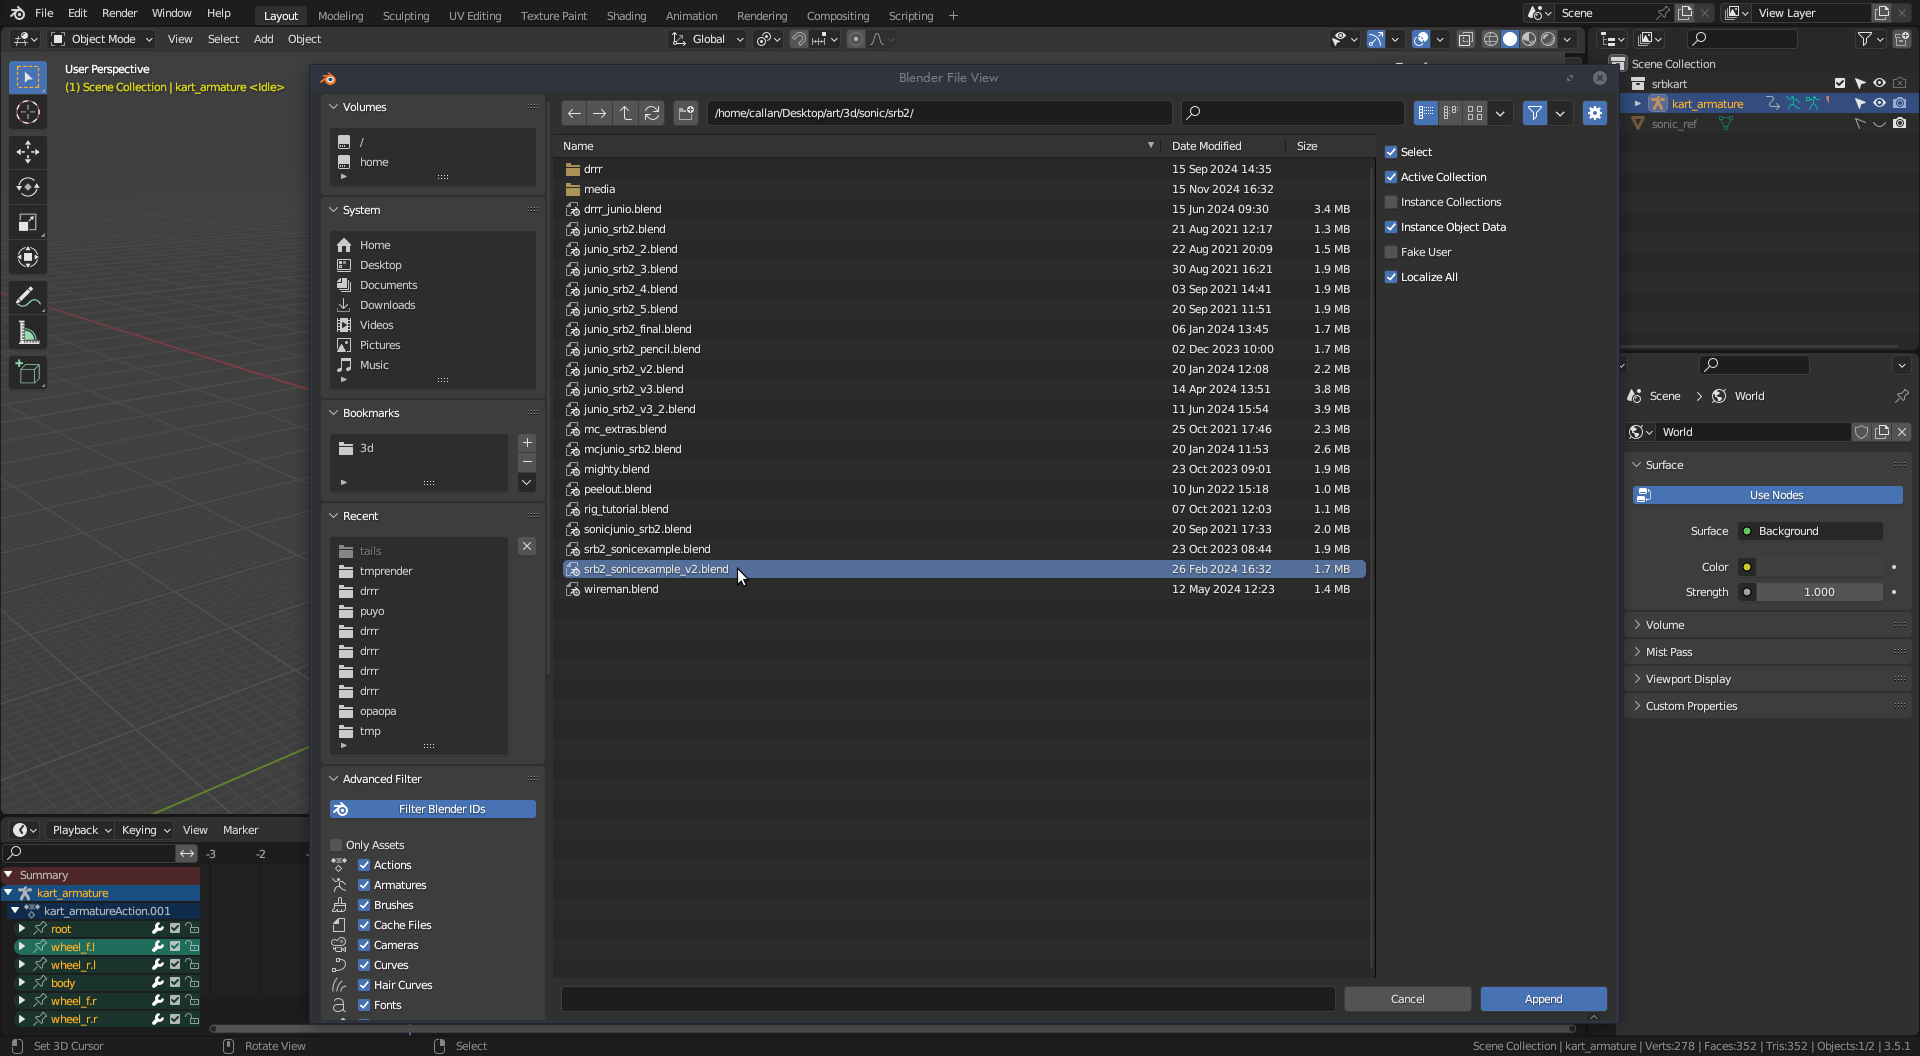 File Edit Render Window Help Layout Modeling Sculpting UV Editing Texture Paint Shading Animation Rendering Compositing Scripting + Scene View Layer
Object Mode View Select Add Object Global
User Perspective
(1) Scene Collection | kart_armature <Idle>
Scene Collection
srbkart
kart_armature
sonic_ref
Blender File View
Volumes
/
home
System
Home
Desktop
Documents
Downloads
Videos
Pictures
Music
Bookmarks
3d
Recent
tails
tmprender
drrr
puyo
drrr
drrr
drrr
drrr
opaopa
tmp
Advanced Filter
Filter Blender IDs
Only Assets
Actions
Armatures
Brushes
Cache Files
Cameras
Curves
Hair Curves
Fonts
/home/callan/Desktop/art/3d/sonic/srb2/
Name Date Modified Size
drrr 15 Sep 2024 14:35
media 15 Nov 2024 16:32
drrr_junio.blend 15 Jun 2024 09:30 3.4 MB
junio_srb2.blend 21 Aug 2021 12:17 1.3 MB
junio_srb2_2.blend 22 Aug 2021 20:09 1.5 MB
junio_srb2_3.blend 30 Aug 2021 16:21 1.9 MB
junio_srb2_4.blend 03 Sep 2021 14:41 1.9 MB
junio_srb2_5.blend 20 Sep 2021 11:51 1.9 MB
junio_srb2_final.blend 06 Jan 2024 13:45 1.7 MB
junio_srb2_pencil.blend 02 Dec 2023 10:00 1.7 MB
junio_srb2_v2.blend 20 Jan 2024 12:08 2.2 MB
junio_srb2_v3.blend 14 Apr 2024 13:51 3.8 MB
junio_srb2_v3_2.blend 11 Jun 2024 15:54 3.9 MB
mc_extras.blend 25 Oct 2021 17:46 2.3 MB
mcjunio_srb2.blend 20 Jan 2024 11:53 2.6 MB
mighty.blend 23 Oct 2023 09:01 1.9 MB
peelout.blend 10 Jun 2022 15:18 1.0 MB
rig_tutorial.blend 07 Oct 2021 12:03 1.1 MB
sonicjunio_srb2.blend 20 Sep 2021 17:33 2.0 MB
srb2_sonicexample.blend 23 Oct 2023 08:44 1.9 MB
srb2_sonicexample_v2.blend 26 Feb 2024 16:32 1.7 MB
wireman.blend 12 May 2024 12:23 1.4 MB
Select
Active Collection
Instance Collections
Instance Object Data
Fake User
Localize All
Cancel Append
Scene > World
World
Surface
Use Nodes
Surface Background
Color
Strength 1.000
Volume
Mist Pass
Viewport Display
Custom Properties
Playback Keying View Marker
-3 -2
Summary
kart_armature
kart_armatureAction.001
root
wheel_f.l
wheel_r.l
body
wheel_f.r
wheel_r.r
Set 3D Cursor Rotate View Select Scene Collection | kart_armature | Verts:278 | Faces:352 | Tris:352 | Objects:1/2 | 3.5.1